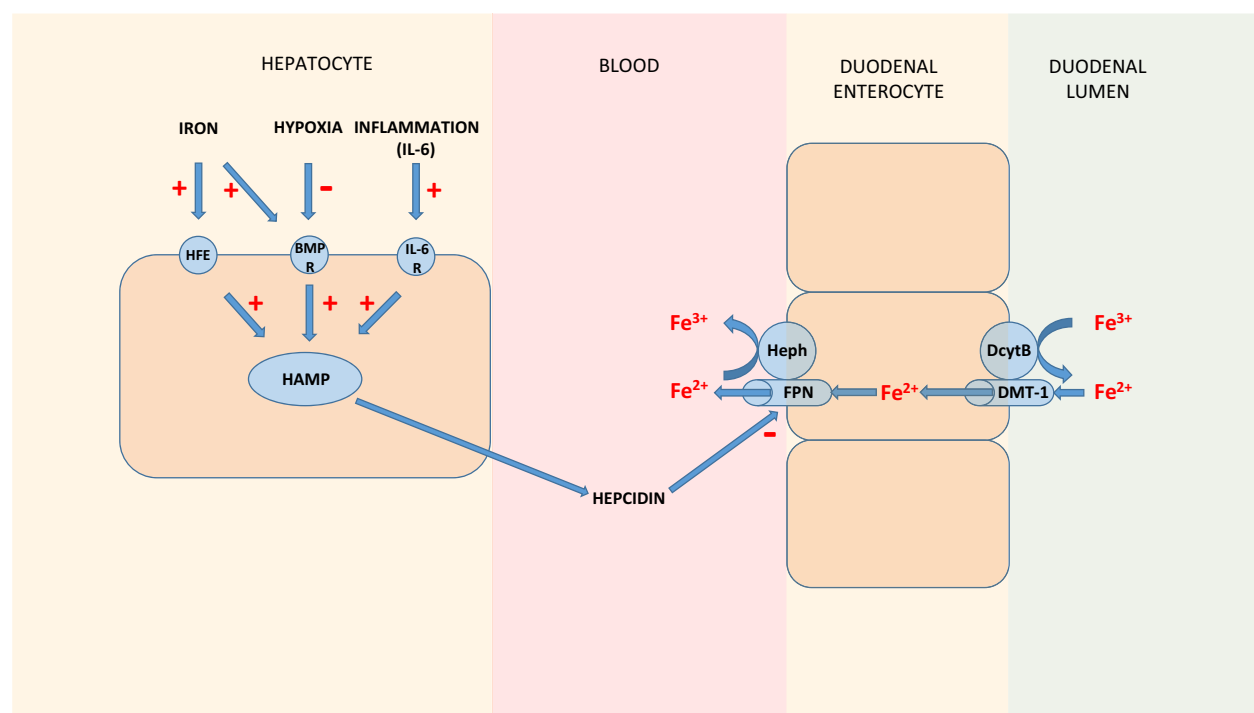 HEPATOCYTE
BLOOD
DUODENAL
ENTEROCYTE
DUODENAL
LUMEN
IRON
HYPOXIA
INFLAMMATION
(IL-6)
+
+
-
+
HFE
BMP
R
IL-6
R
+
+
+
HAMP
Fe³⁺
Heph
DcytB
Fe³⁺
Fe²⁺
FPN
Fe²⁺
DMT-1
Fe²⁺
-
HEPCIDIN